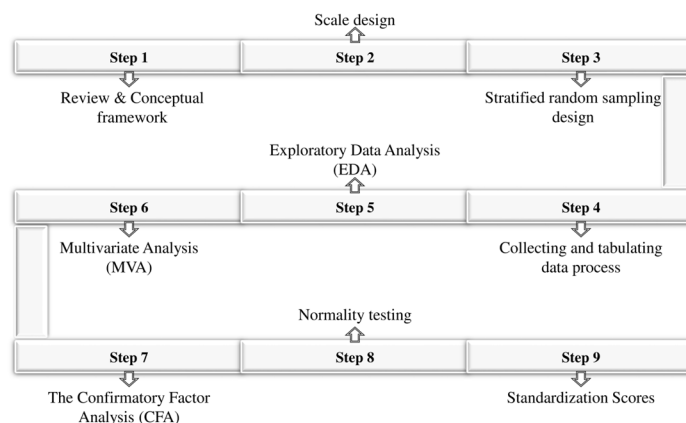 Scale design
Step 1
Step 2
Step 3
Review & Conceptual
framework
Stratified random sampling
design
Exploratory Data Analysis
(EDA)
Step 6
Step 5
Step 4
Multivariate Analysis
(MVA)
Collecting and tabulating
data process
Normality testing
Step 7
Step 8
Step 9
The Confirmatory Factor
Analysis (CFA)
Standardization Scores